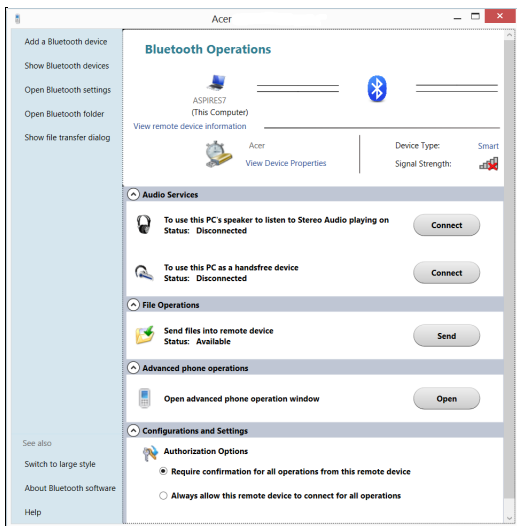 Acer
Add a Bluetooth device
Show Bluetooth devices
Open Bluetooth settings
Open Bluetooth folder
Show file transfer dialog
See also
Switch to large style
About Bluetooth software
Help
Bluetooth Operations
ASPIRES7
(This Computer)
View remote device information
Acer
View Device Properties
Device Type: Smart
Signal Strength:
Audio Services
To use this PC's speaker to listen to Stereo Audio playing on
Status: Disconnected
Connect
To use this PC as a handsfree device
Status: Disconnected
Connect
File Operations
Send files into remote device
Status: Available
Send
Advanced phone operations
Open advanced phone operation window
Open
Configurations and Settings
Authorization Options
Require confirmation for all operations from this remote device
Always allow this remote device to connect for all operations